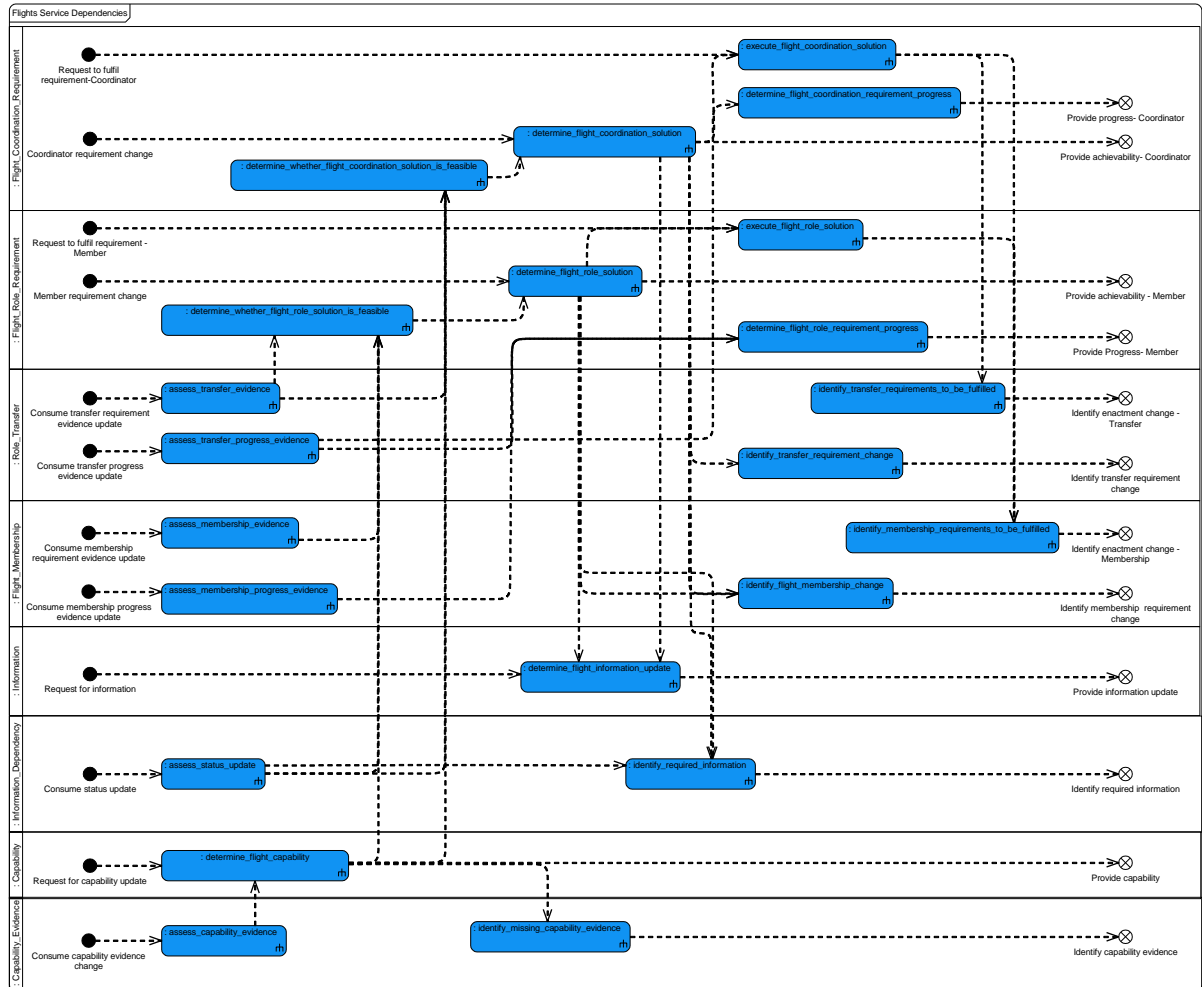 Flights Service Dependencies
: Flight_Coordination_Requirement
Request to fulfil
requirement-Coordinator
: execute_flight_coordination_solution
: determine_flight_coordination_requirement_progress
Provide progress- Coordinator
Coordinator requirement change
: determine_flight_coordination_solution
Provide achievability- Coordinator
: determine_whether_flight_coordination_solution_is_feasible
: Flight_Role_Requirement
Request to fulfil requirement -
Member
: execute_flight_role_solution
Member requirement change
: determine_flight_role_solution
Provide achievability - Member
: determine_whether_flight_role_solution_is_feasible
: determine_flight_role_requirement_progress
Provide Progress- Member
: Role_Transfer
Consume transfer requirement
evidence update
: assess_transfer_evidence
: identify_transfer_requirements_to_be_fulfilled
Identify enactment change -
Transfer
Consume transfer progress
evidence update
: assess_transfer_progress_evidence
: identify_transfer_requirement_change
Identify transfer requirement
change
: Flight_Membership
Consume membership
requirement evidence update
: assess_membership_evidence
: identify_membership_requirements_to_be_fulfilled
Identify enactment change -
Membership
Consume membership progress
evidence update
: assess_membership_progress_evidence
: identify_flight_membership_change
Identify membership requirement
change
: Information
Request for information
: determine_flight_information_update
Provide information update
: Information_Dependency
Consume status update
: assess_status_update
: identify_required_information
Identify required information
: Capability
Request for capability update
: determine_flight_capability
Provide capability
: Capability_Evidence
Consume capability evidence
change
: assess_capability_evidence
: identify_missing_capability_evidence
Identify capability evidence